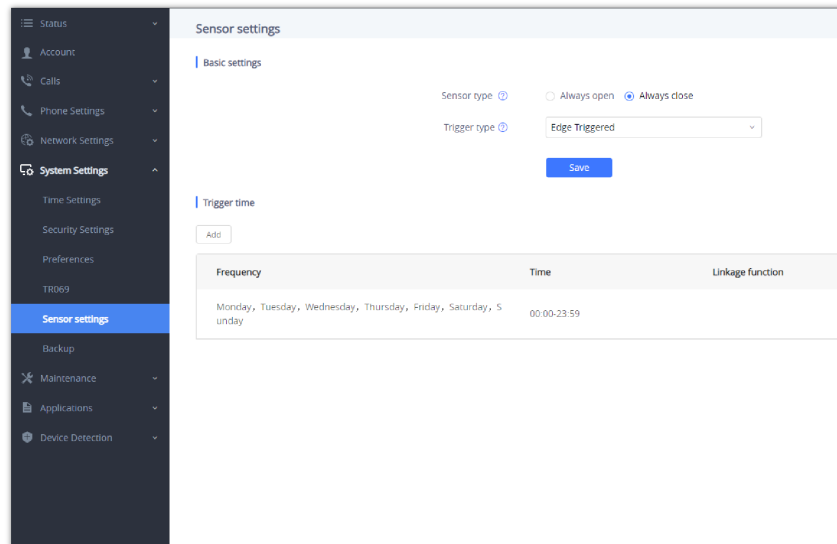 Status
Account
Calls
Phone Settings
Network Settings
System Settings
Time Settings
Security Settings
Preferences
TR069
Sensor settings
Backup
Maintenance
Applications
Device Detection
Sensor settings
Basic settings
Sensor type ? Always open Always close
Trigger type ? Edge Triggered
Save
Trigger time
Add
Frequency Time Linkage function
Monday, Tuesday, Wednesday, Thursday, Friday, Saturday, S
unday
00:00-23:59